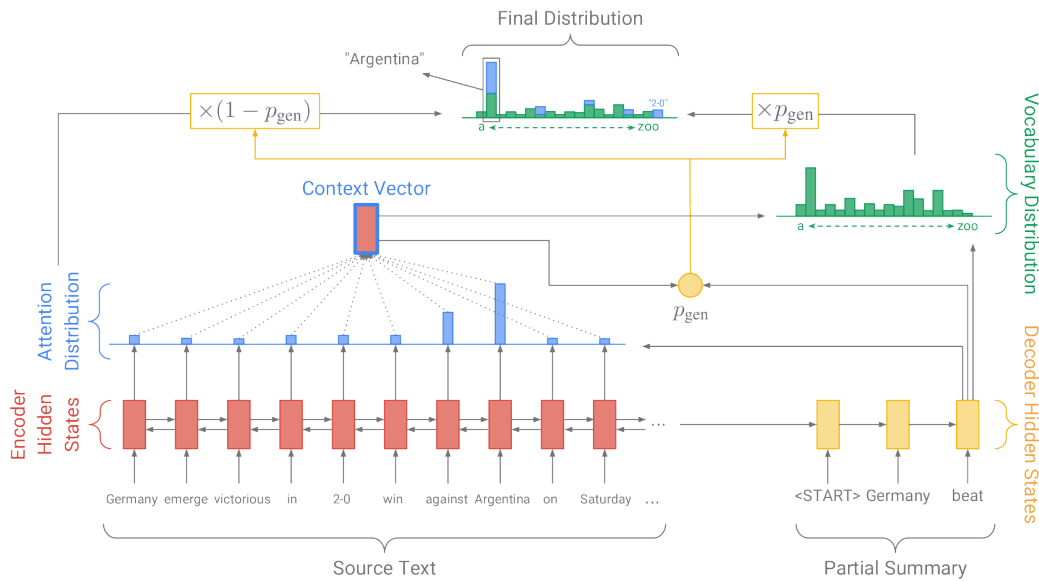 Final Distribution
"Argentina"
×(1 − p_gen)
"2-0"
×p_gen
a
zoo
Context Vector
Vocabulary Distribution
a
zoo
Attention
Distribution
p_gen
Encoder
Hidden
States
...
Decoder Hidden States
Germany emerge victorious in 2-0 win against Argentina on Saturday ...
<START> Germany beat
Source Text
Partial Summary